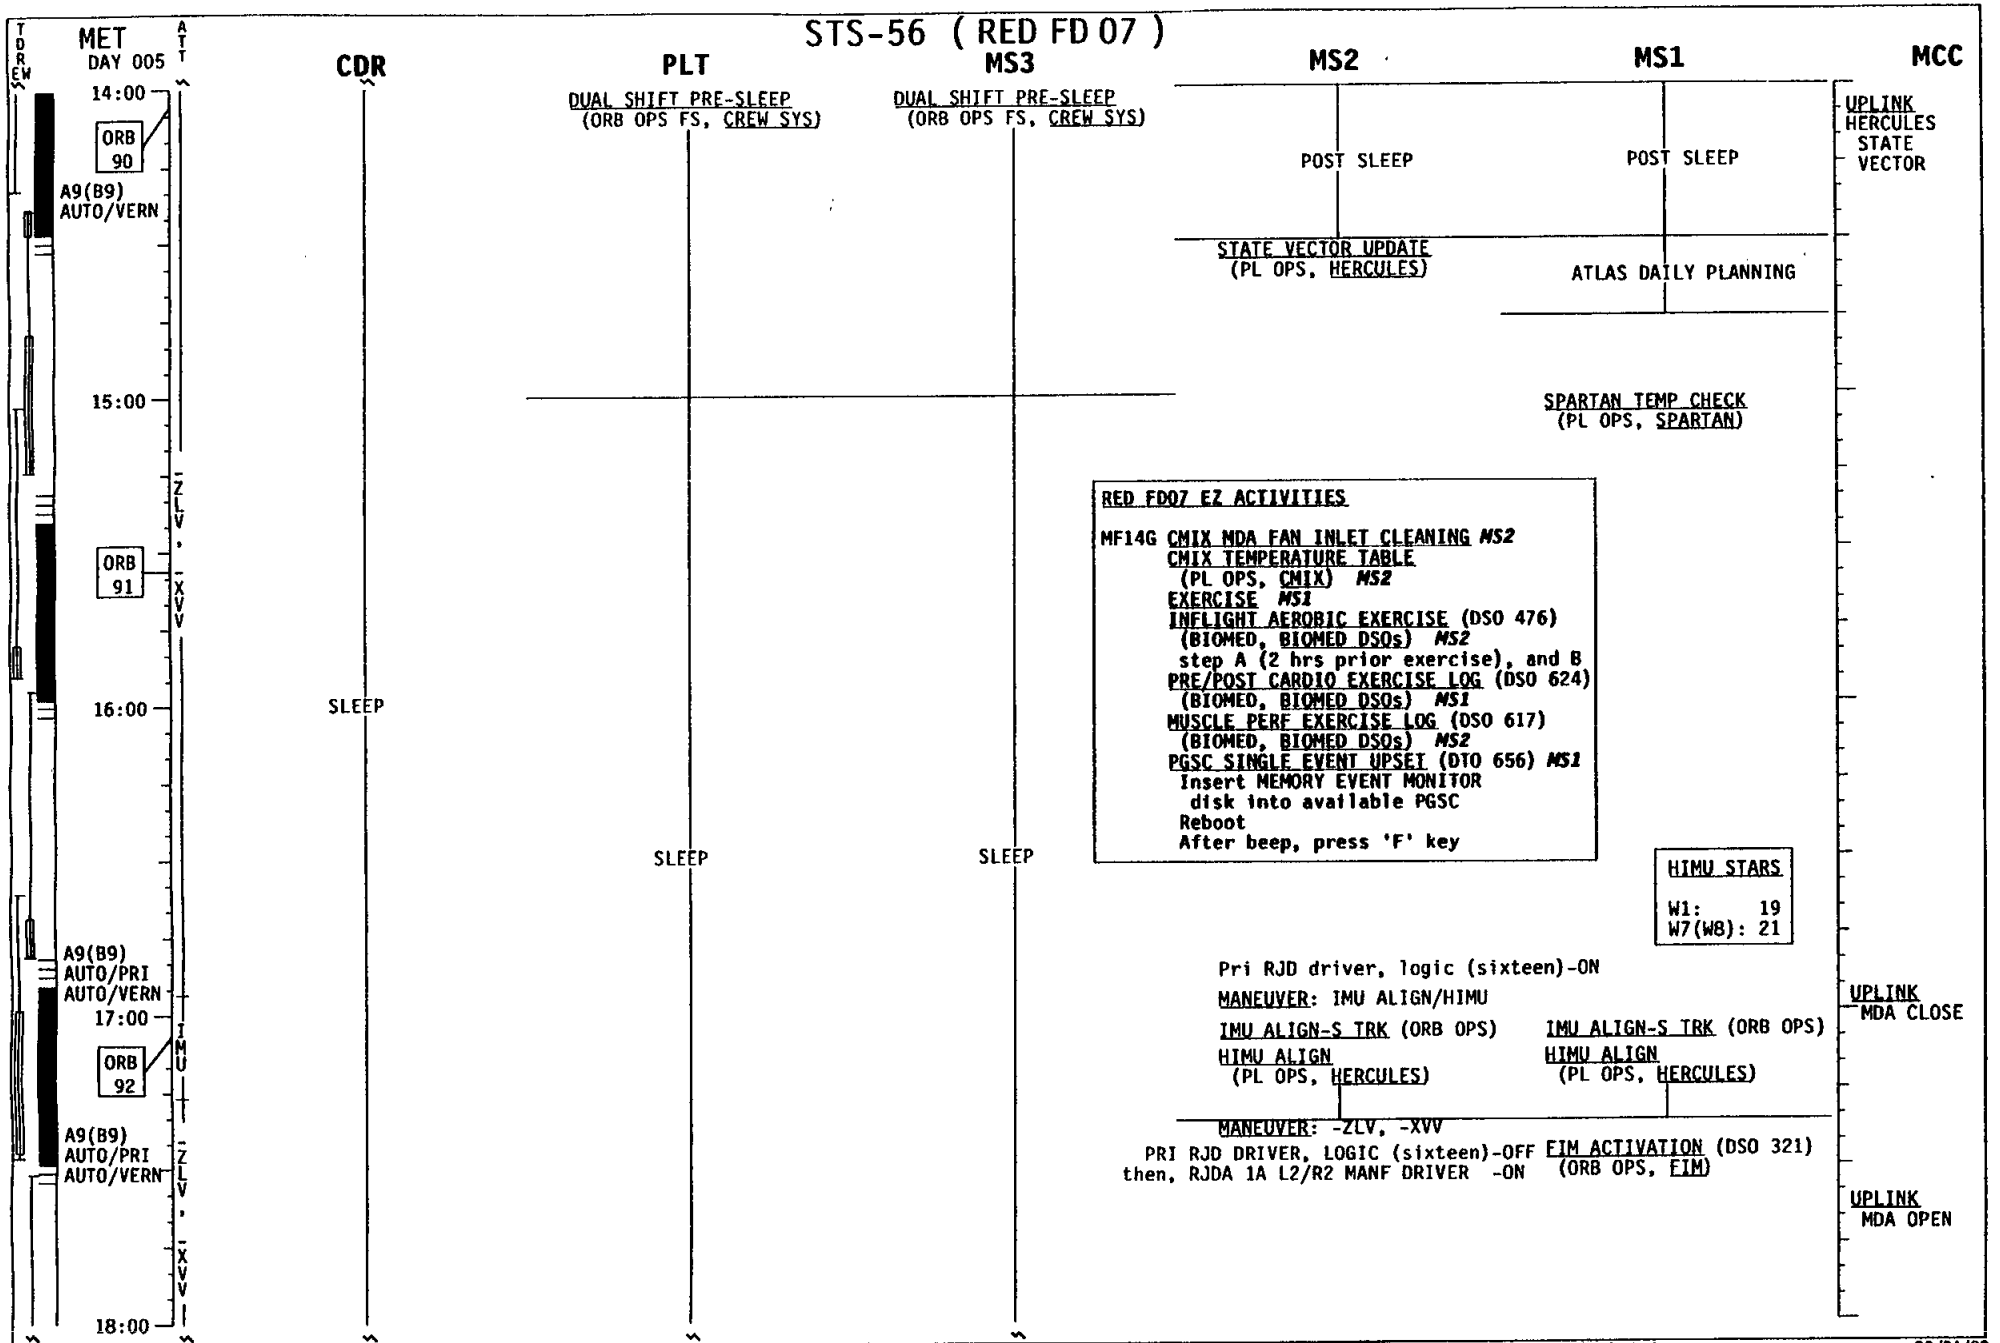 STS-56 ( RED FD 07 )
TDRE W
MET
DAY 005
ATT
CDR
PLT
MS3
MS2
MS1
MCC
14:00
ORB
90
A9(B9)
AUTO/VERN
15:00
-ZLV, -XVV
ORB
91
16:00
A9(B9)
AUTO/PRI
AUTO/VERN
17:00
IMU
ORB
92
A9(B9)
AUTO/PRI
AUTO/VERN
-ZLV, -XVV
18:00
SLEEP
DUAL SHIFT PRE-SLEEP
(ORB OPS FS, CREW SYS)
SLEEP
DUAL SHIFT PRE-SLEEP
(ORB OPS FS, CREW SYS)
SLEEP
POST SLEEP
STATE VECTOR UPDATE
(PL OPS, HERCULES)
POST SLEEP
ATLAS DAILY PLANNING
SPARTAN TEMP CHECK
(PL OPS, SPARTAN)
RED FD07 EZ ACTIVITIES
MF14G CMIX MDA FAN INLET CLEANING MS2
CMIX TEMPERATURE TABLE
(PL OPS, CMIX) MS2
EXERCISE MS1
INFLIGHT AEROBIC EXERCISE (DSO 476)
(BIOMED, BIOMED DSOs) MS2
step A (2 hrs prior exercise), and B
PRE/POST CARDIO EXERCISE LOG (DSO 624)
(BIOMED, BIOMED DSOs) MS1
MUSCLE PERF EXERCISE LOG (DSO 617)
(BIOMED, BIOMED DSOs) MS2
PGSC SINGLE EVENT UPSET (DTO 656) MS1
Insert MEMORY EVENT MONITOR
disk into available PGSC
Reboot
After beep, press 'F' key
HIMU STARS
W1: 19
W7(W8): 21
Pri RJD driver, logic (sixteen)-ON
MANEUVER: IMU ALIGN/HIMU
IMU ALIGN-S TRK (ORB OPS)
HIMU ALIGN
(PL OPS, HERCULES)
IMU ALIGN-S TRK (ORB OPS)
HIMU ALIGN
(PL OPS, HERCULES)
MANEUVER: -ZLV, -XVV
PRI RJD DRIVER, LOGIC (sixteen)-OFF
then, RJDA 1A L2/R2 MANF DRIVER -ON
FIM ACTIVATION (DSO 321)
(ORB OPS, FIM)
UPLINK
HERCULES
STATE
VECTOR
UPLINK
MDA CLOSE
UPLINK
MDA OPEN